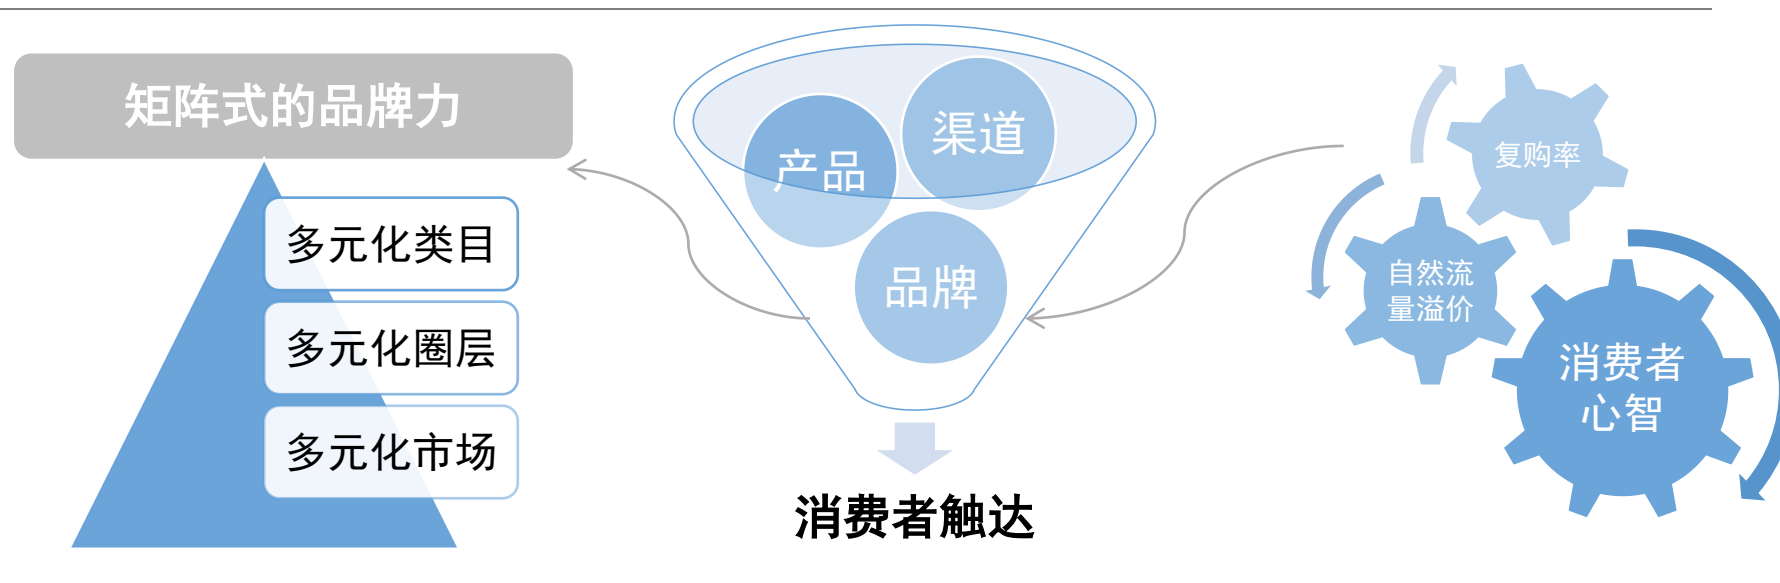 矩阵式的品牌力
多元化类目
多元化圈层
多元化市场
产品
渠道
品牌
消费者触达
复购率
自然流
量溢价
消费者
心智